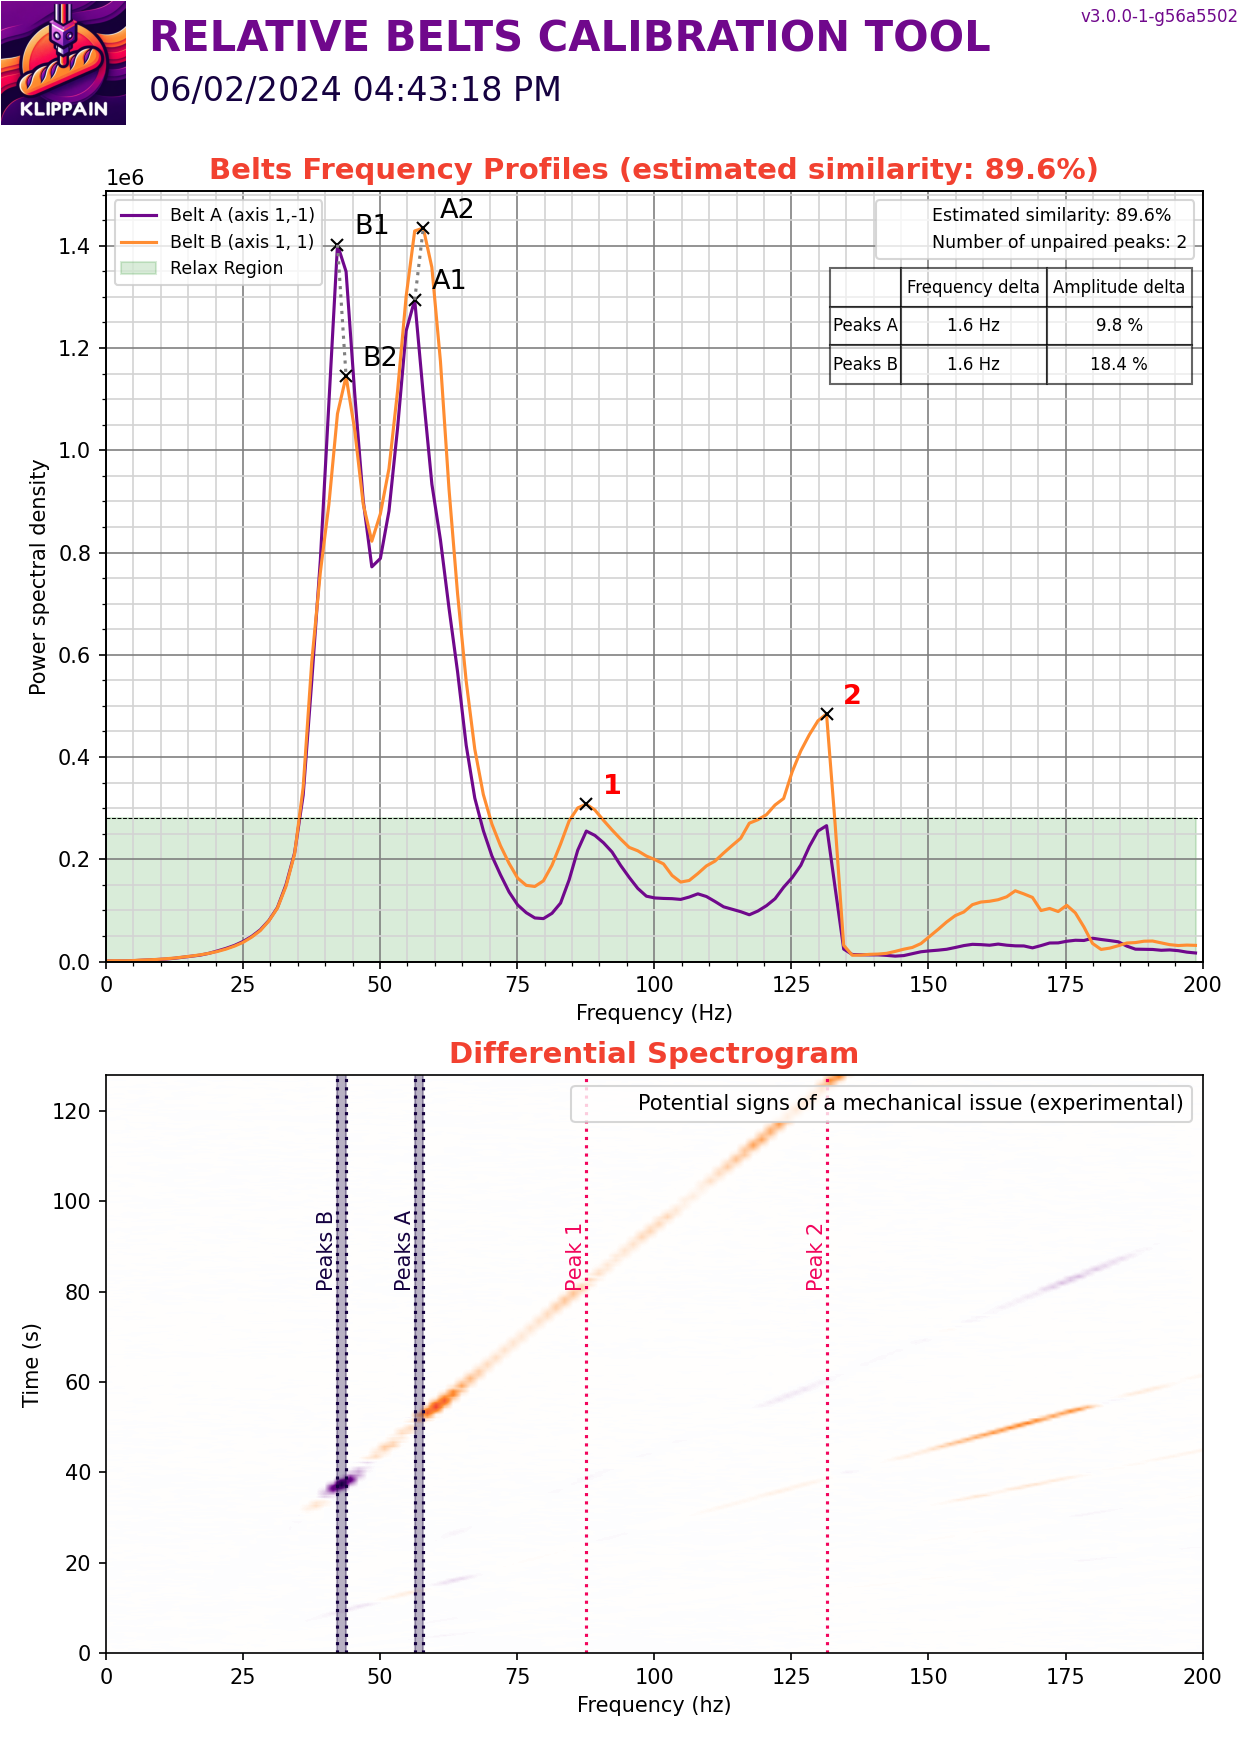 v3.0.0-1-g56a5502
RELATIVE BELTS CALIBRATION TOOL
06/02/2024 04:43:18 PM
KLIPPAIN
Belts Frequency Profiles (estimated similarity: 89.6%)
1e6
Belt A (axis 1,-1)
Belt B (axis 1, 1)
Relax Region
B1
A2
A1
B2
Estimated similarity: 89.6%
Number of unpaired peaks: 2
Frequency delta Amplitude delta
Peaks A 1.6 Hz 9.8 %
Peaks B 1.6 Hz 18.4 %
1.4
1.2
1.0
0.8
0.6
0.4
0.2
0.0
Power spectral density
2
1
0 25 50 75 100 125 150 175 200
Frequency (Hz)
Differential Spectrogram
Potential signs of a mechanical issue (experimental)
120
100
80
60
40
20
0
Time (s)
Peaks B
Peaks A
Peak 1
Peak 2
0 25 50 75 100 125 150 175 200
Frequency (hz)